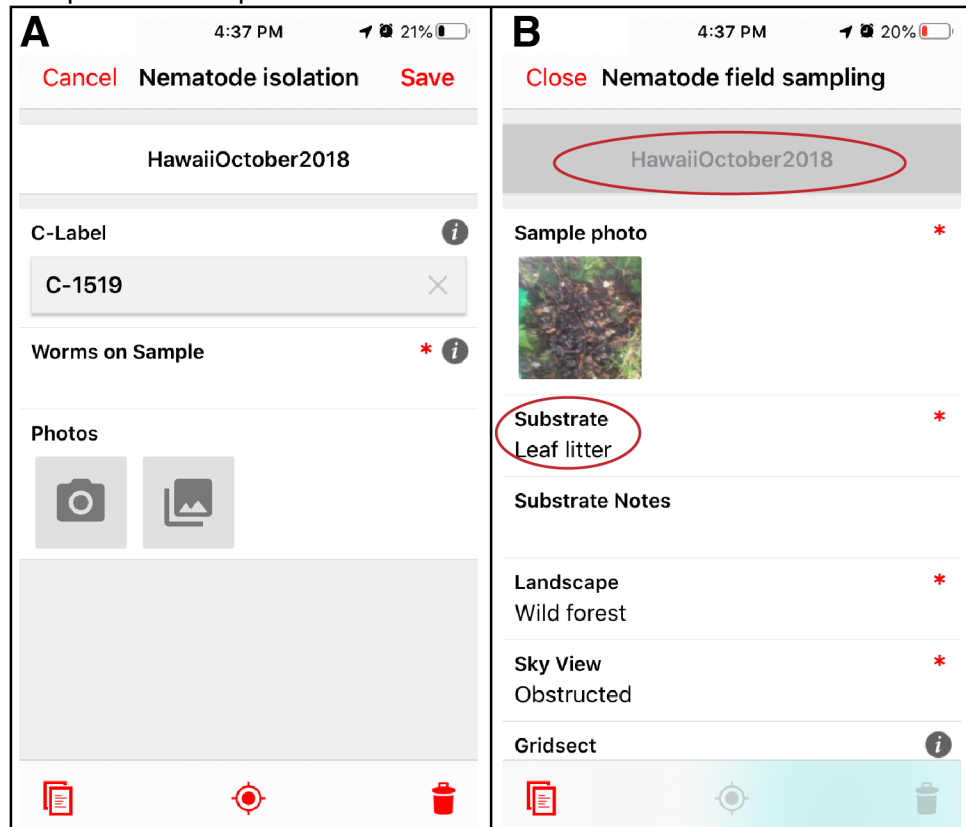 A
4:37 PM 21%
Cancel Nematode isolation Save
HawaiiOctober2018
C-Label
C-1519
Worms on Sample *
Photos
B
4:37 PM 20%
Close Nematode field sampling
HawaiiOctober2018
Sample photo *
Substrate *
Leaf litter
Substrate Notes
Landscape *
Wild forest
Sky View *
Obstructed
Gridsect